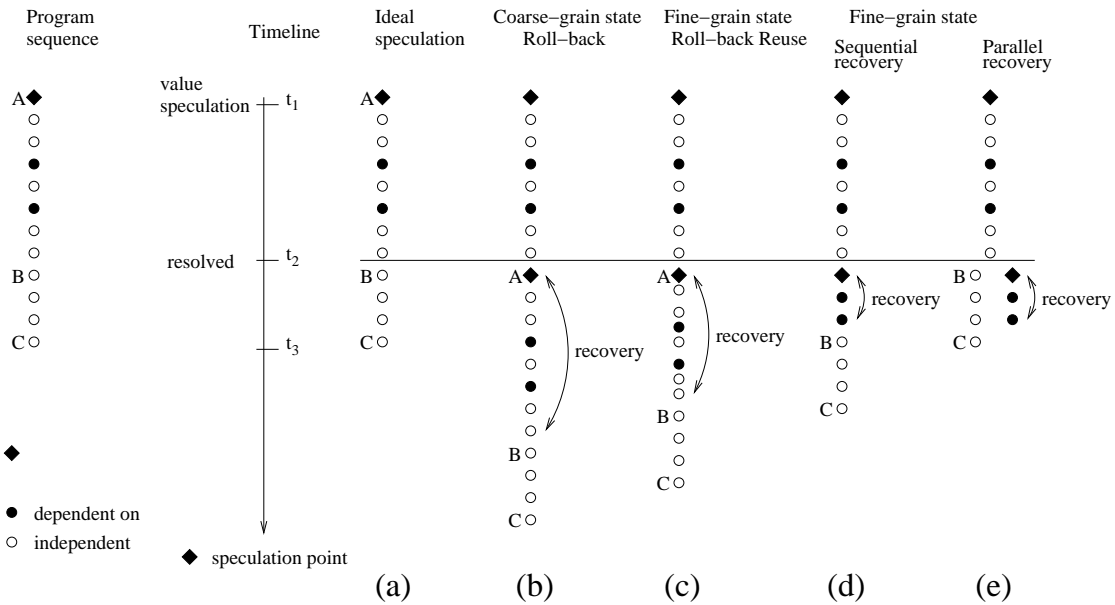 Program
sequence
Timeline
Ideal
speculation
Coarse−grain state
Roll−back
Fine−grain state
Roll−back Reuse
Fine−grain state
Sequential
recovery
Parallel
recovery
value
speculation
A
t1
A
resolved
t2
B
B
A
A
B
recovery
recovery
recovery
recovery
C
t3
C
B
C
B
B
C
C
C
dependent on
independent
speculation point
(a)
(b)
(c)
(d)
(e)